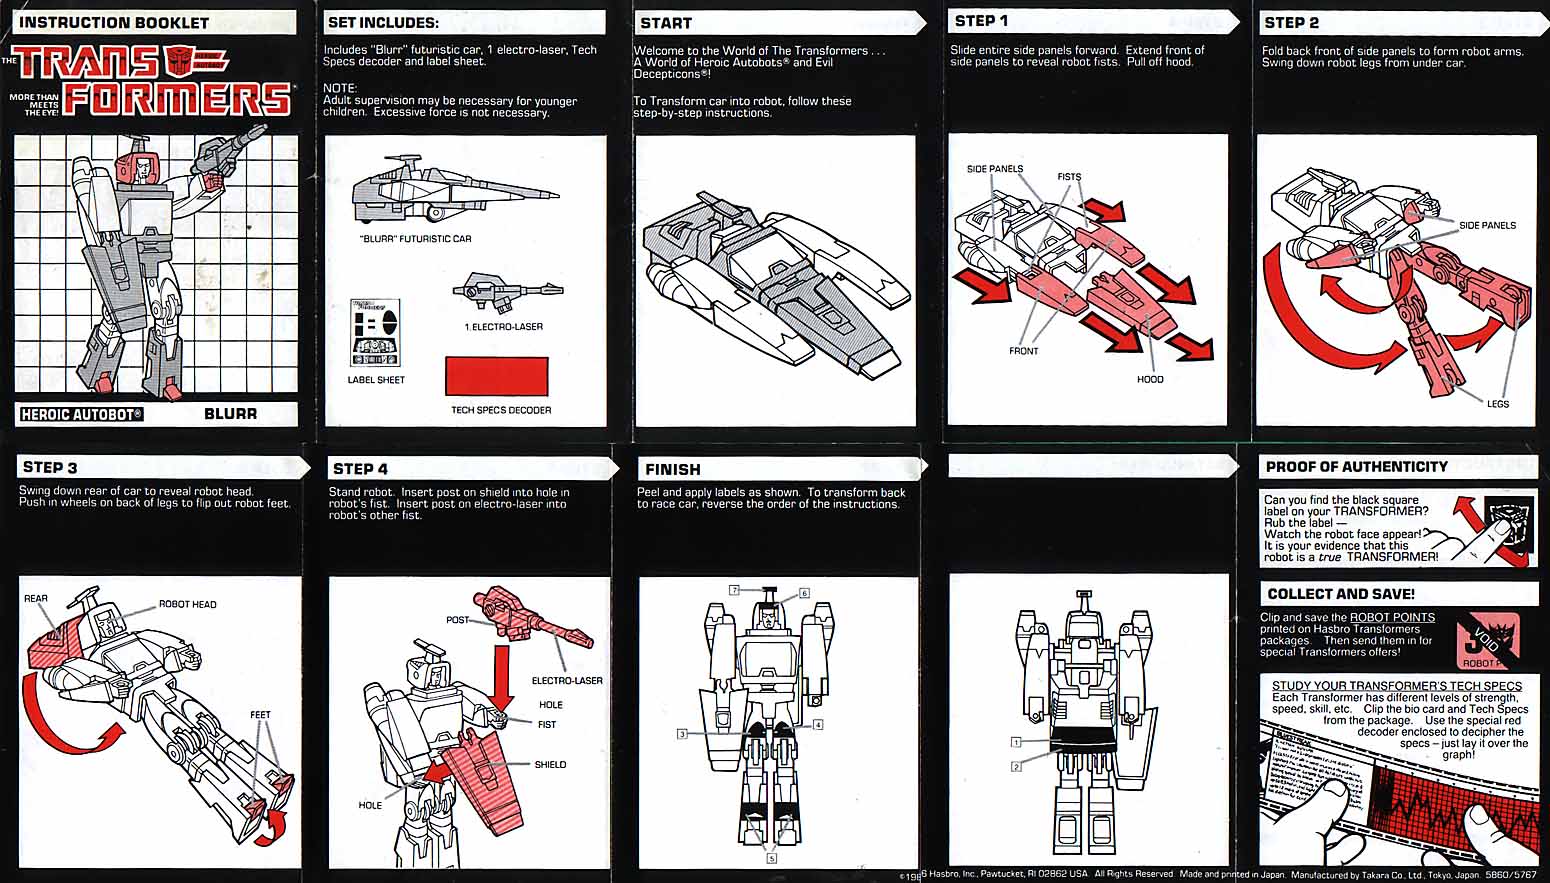 INSTRUCTION BOOKLET
THE TRANS
HEROIC
AUTOBOT
MORE THAN
MEETS
THE EYE!
FORMERS
HEROIC AUTOBOT® BLURR
SET INCLUDES:
Includes "Blurr" futuristic car, 1 electro-laser, Tech
Specs decoder and label sheet.
NOTE:
Adult supervision may be necessary for younger
children. Excessive force is not necessary.
"BLURR" FUTURISTIC CAR
1. ELECTRO-LASER
LABEL SHEET
TECH SPECS DECODER
START
Welcome to the World of The Transformers . . .
A World of Heroic Autobots® and Evil
Decepticons®!
To Transform car into robot, follow these
step-by-step instructions.
STEP 1
Slide entire side panels forward. Extend front of
side panels to reveal robot fists. Pull off hood.
SIDE PANELS
FISTS
FRONT
HOOD
STEP 2
Fold back front of side panels to form robot arms.
Swing down robot legs from under car.
SIDE PANELS
LEGS
STEP 3
Swing down rear of car to reveal robot head.
Push in wheels on back of legs to flip out robot feet.
REAR
ROBOT HEAD
FEET
STEP 4
Stand robot. Insert post on shield into hole in
robot's fist. Insert post on electro-laser into
robot's other fist.
POST
ELECTRO-LASER
HOLE
FIST
SHIELD
HOLE
FINISH
Peel and apply labels as shown. To transform back
to race car, reverse the order of the instructions.
7
6
3
4
5
1
2
PROOF OF AUTHENTICITY
Can you find the black square
label on your TRANSFORMER?
Rub the label —
Watch the robot face appear!
It is your evidence that this
robot is a true TRANSFORMER!
COLLECT AND SAVE!
Clip and save the ROBOT POINTS
printed on Hasbro Transformers
packages. Then send them in for
special Transformers offers!
VOID
ROBOT P
STUDY YOUR TRANSFORMER'S TECH SPECS
Each Transformer has different levels of strength,
speed, skill, etc. Clip the bio card and Tech Specs
from the package. Use the special red
decoder enclosed to decipher the
specs – just lay it over the
graph!
©1986 Hasbro, Inc., Pawtucket, RI 02862 USA. All Rights Reserved. Made and printed in Japan. Manufactured by Takara Co., Ltd., Tokyo, Japan. 5860/5767